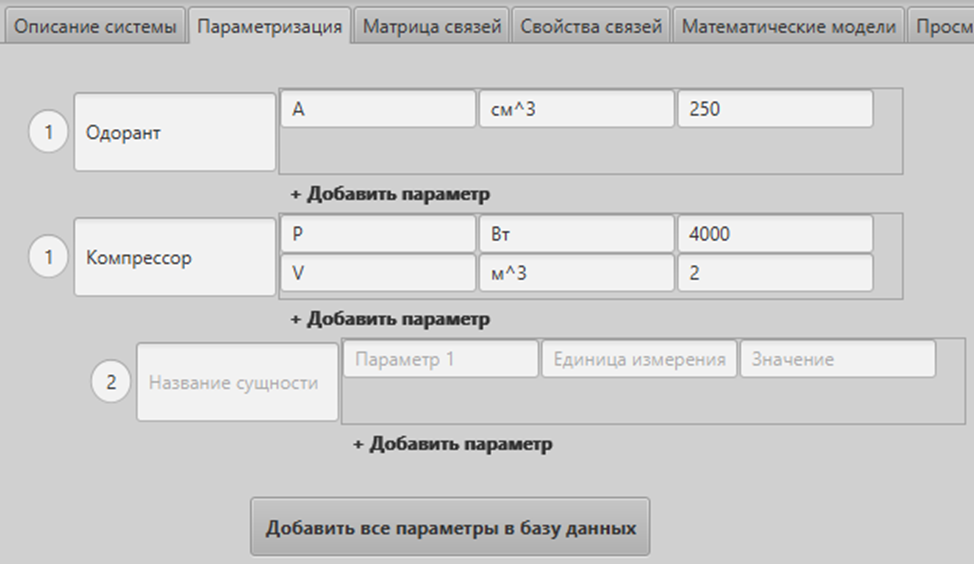 Описание системы Параметризация Матрица связей Свойства связей Математические модели Просм
A см^3 250
1 Одорант
+ Добавить параметр
P Вт 4000
1 Компрессор
V м^3 2
+ Добавить параметр
Параметр 1 Единица измерения Значение
2 Название сущности
+ Добавить параметр
Добавить все параметры в базу данных